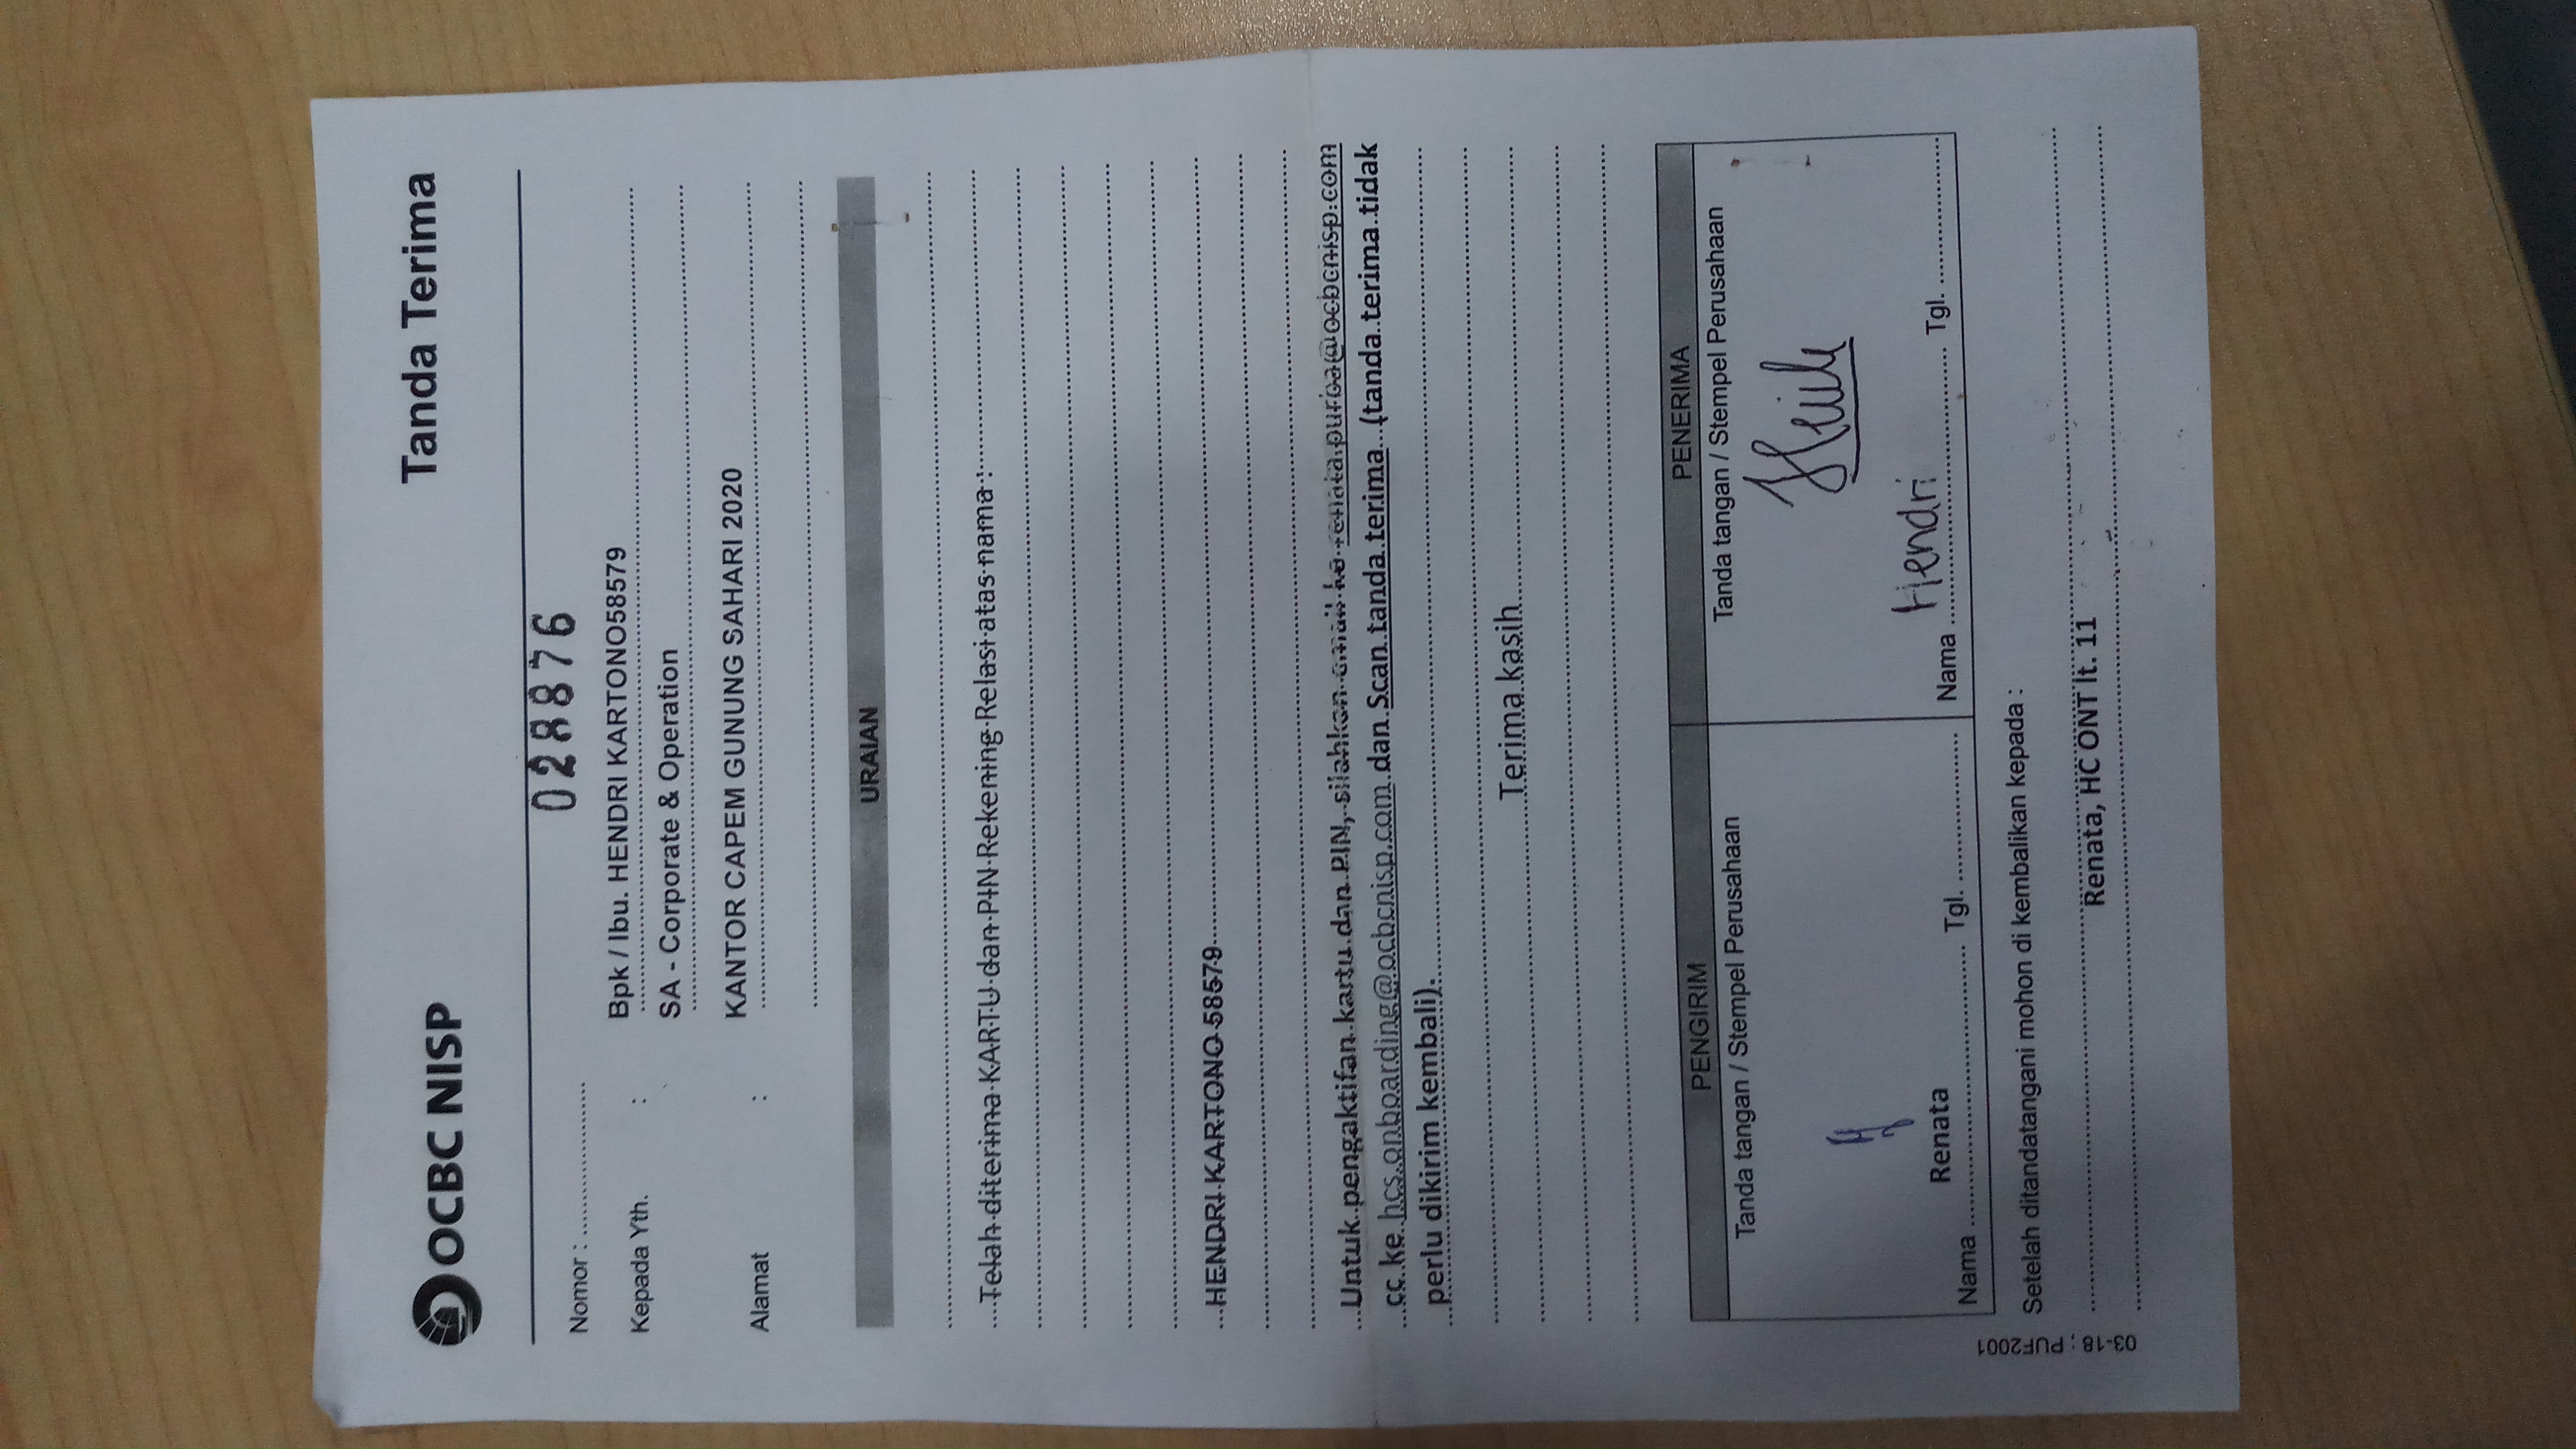 OCBC NISP
Tanda Terima
028876
Nomor : ......................
Kepada Yth. : Bpk / Ibu. HENDRI KARTONO58579
SA - Corporate & Operation
Alamat : KANTOR CAPEM GUNUNG SAHARI 2020
URAIAN
Telah diterima KARTU dan PIN Rekening Relasi atas nama :
HENDRI KARTONO 58579
Untuk pengaktifan kartu dan PIN, silahkan email ke renata.purba@ocbcnisp.com
cc ke hcs.onboarding@ocbcnisp.com dan Scan tanda terima (tanda terima tidak
perlu dikirim kembali).
Terima kasih
PENGIRIM
Tanda tangan / Stempel Perusahaan
Renata
Nama .......... Tgl. ..........
PENERIMA
Tanda tangan / Stempel Perusahaan
Hendri
Nama .......... Tgl. ..........
Setelah ditandatangani mohon di kembalikan kepada :
Renata, HC ONT lt. 11
03-18 ; PUF2001